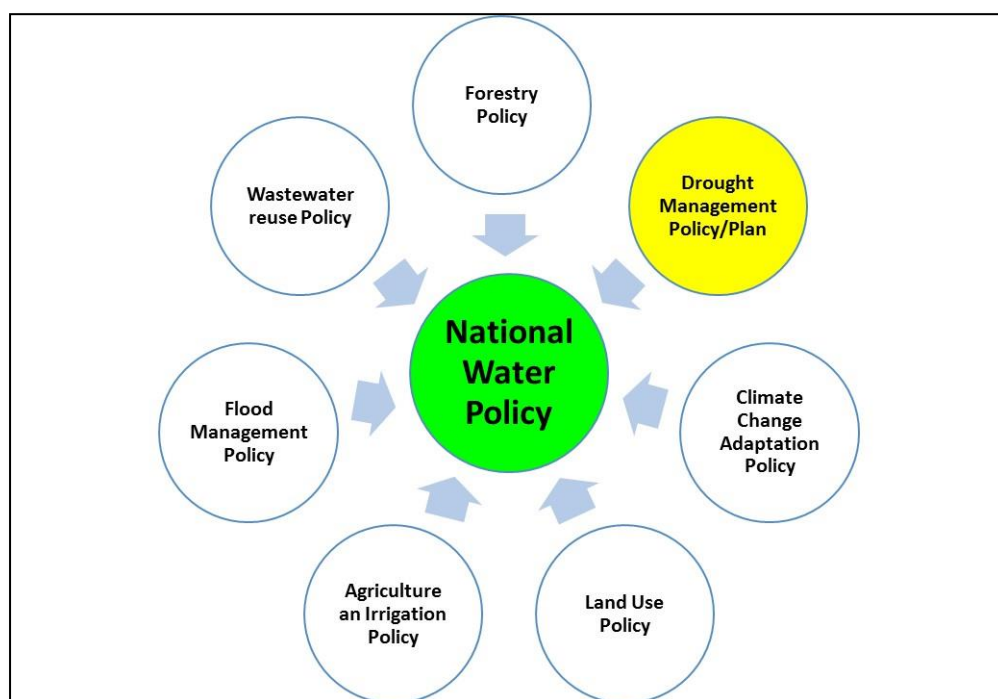 Forestry
Policy
Drought
Management
Policy/Plan
Wastewater
reuse Policy
National
Water
Policy
Climate
Change
Adaptation
Policy
Flood
Management
Policy
Agriculture
an Irrigation
Policy
Land Use
Policy